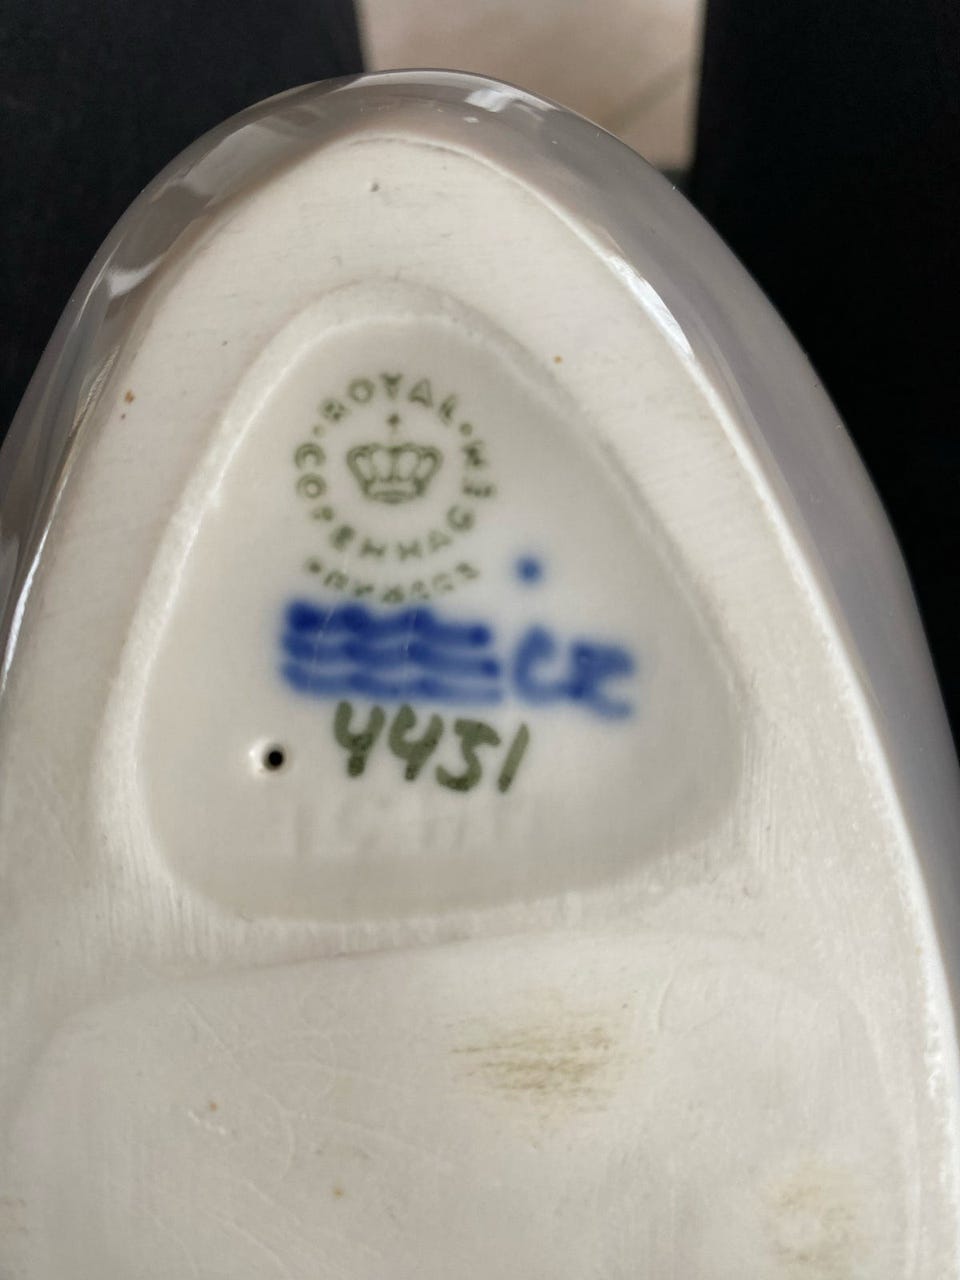 ROYAL
COPENHAGEN
DENMARK
4431